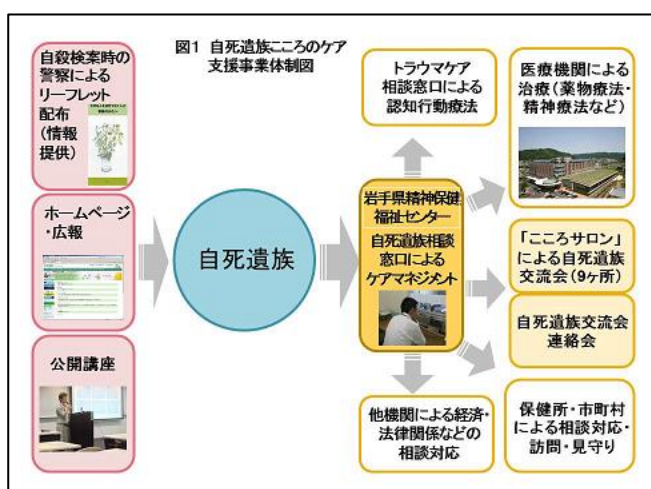 図1 自死遺族こころのケア
支援事業体制図
自殺検案時の
警察による
リーフレット
配布
(情報
提供)
ホームページ
・広報
公開講座
自死遺族
岩手県精神保健
福祉センター
自死遺族相談
窓口による
ケアマネジメント
トラウマケア
相談窓口による
認知行動療法
医療機関による
治療(薬物療法・
精神療法など)
「こころサロン」
による自死遺族
交流会(9ヶ所)
自死遺族交流会
連絡会
保健所・市町村
による相談対応・
訪問・見守り
他機関による経済・
法律関係などの
相談対応